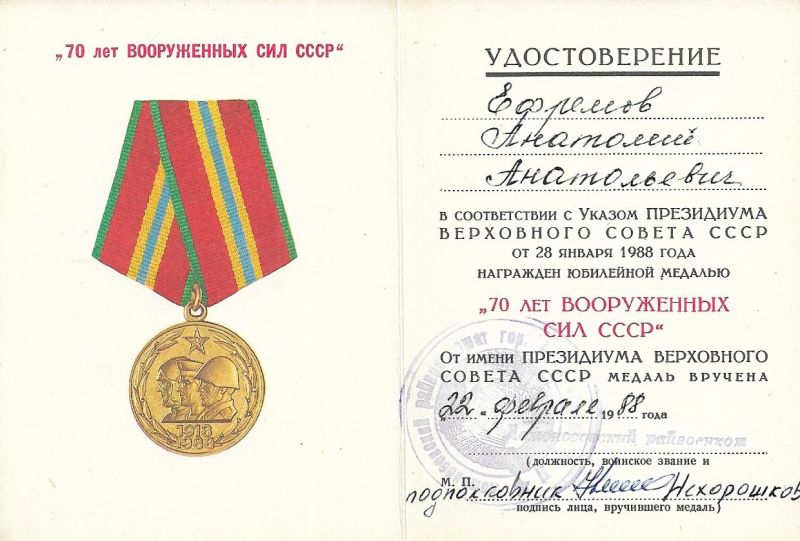 „70 лет ВООРУЖЕННЫХ СИЛ СССР“
1918
1988
УДОСТОВЕРЕНИЕ
Ефремов
Анатолий
Анатольевич
в соответствии с Указом ПРЕЗИДИУМА
ВЕРХОВНОГО СОВЕТА СССР
от 28 января 1988 года
награжден юбилейной медалью
„70 лет ВООРУЖЕННЫХ
СИЛ СССР“
От имени ПРЕЗИДИУМА ВЕРХОВНОГО
СОВЕТА СССР медаль вручена
„22“ февраля 1988 года
райвоенком
(должность, воинское звание и
М. П.
подполковник Нехорошков
подпись лица, вручившего медаль)